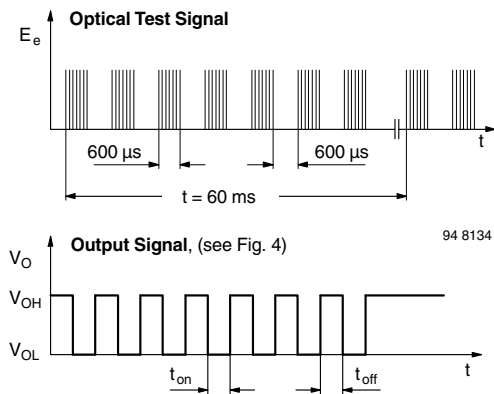 Optical Test Signal
E e
t
600 µs
600 µs
t = 60 ms
94 8134
Output Signal, (see Fig. 4)
V O
V OH
V OL
t on
t off
t